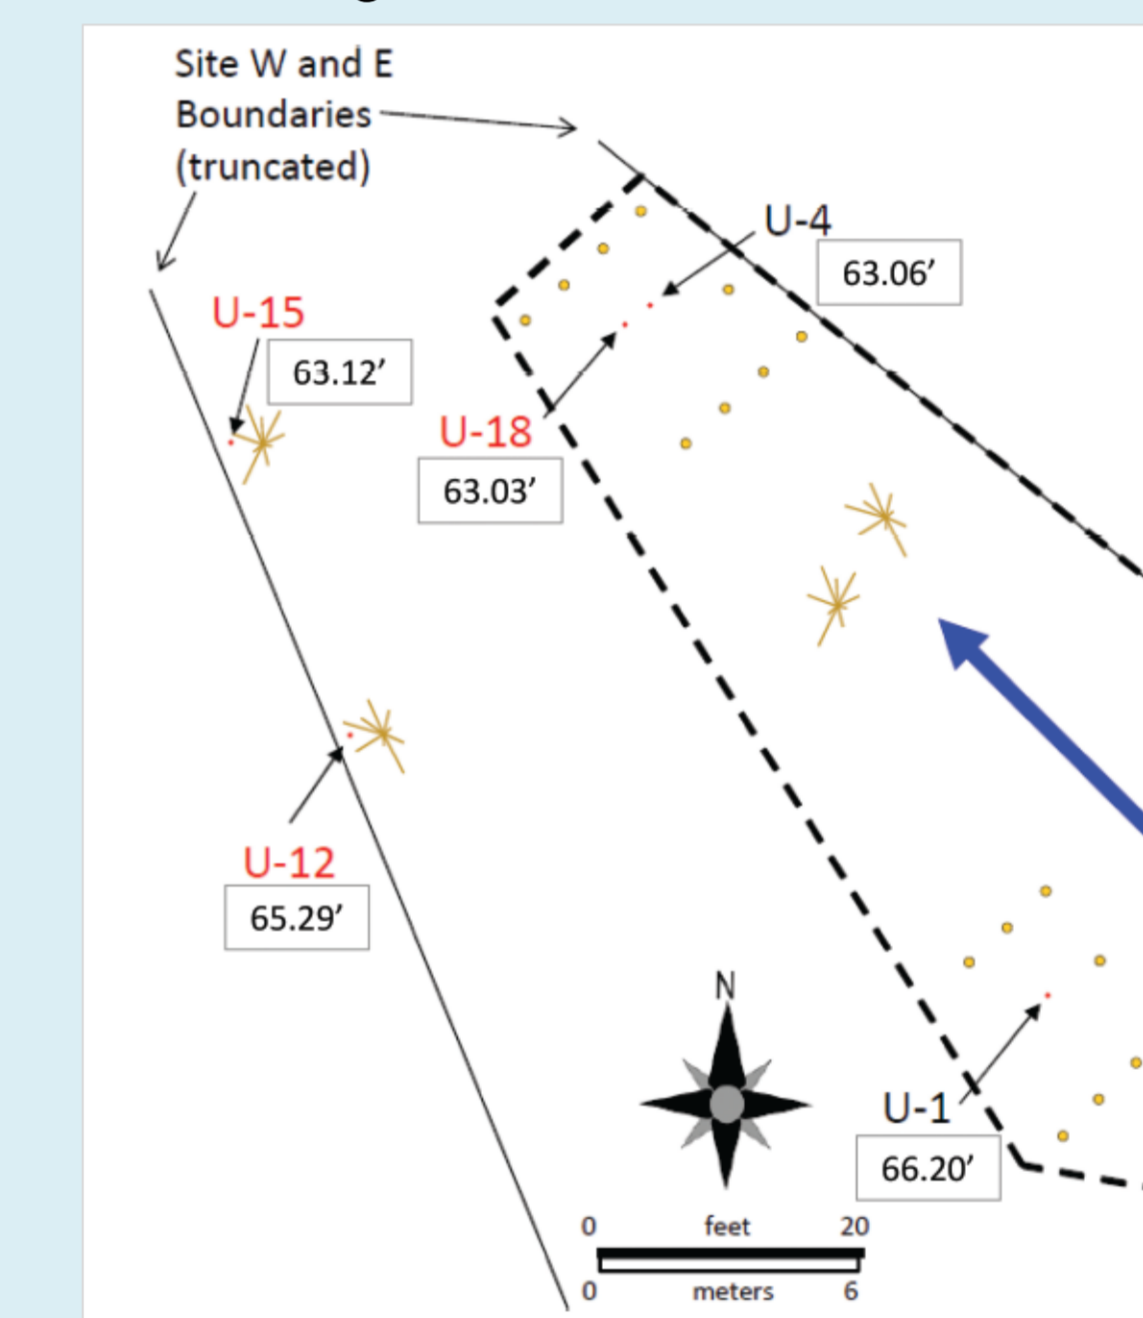 Site W and E
Boundaries
(truncated)
U-4
63.06’
U-15
63.12’
U-18
63.03’
U-12
65.29’
N
U-1
66.20’
0 feet 20
0 meters 6